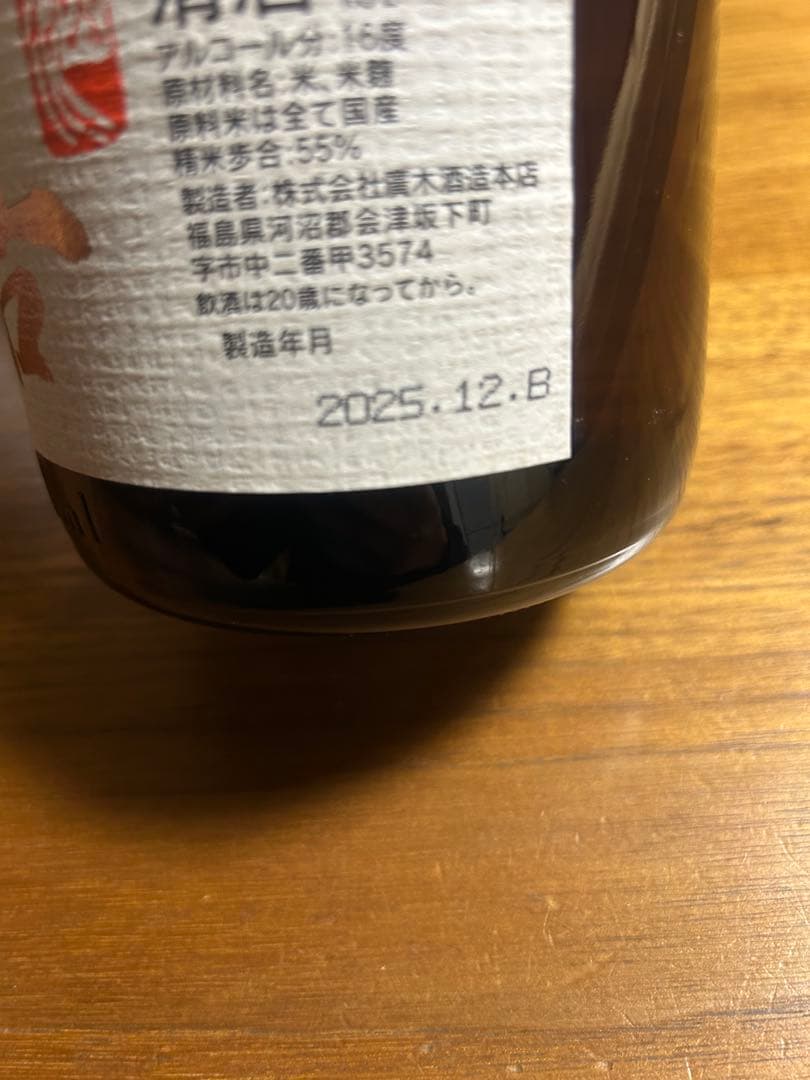 清酒
アルコール分:16度
原材料名:米、米麹
原料米は全て国産
精米歩合:55%
製造者:株式会社廣木酒造本店
福島県河沼郡会津坂下町
字市中二番甲3574
飲酒は20歳になってから。
製造年月
2025.12.B